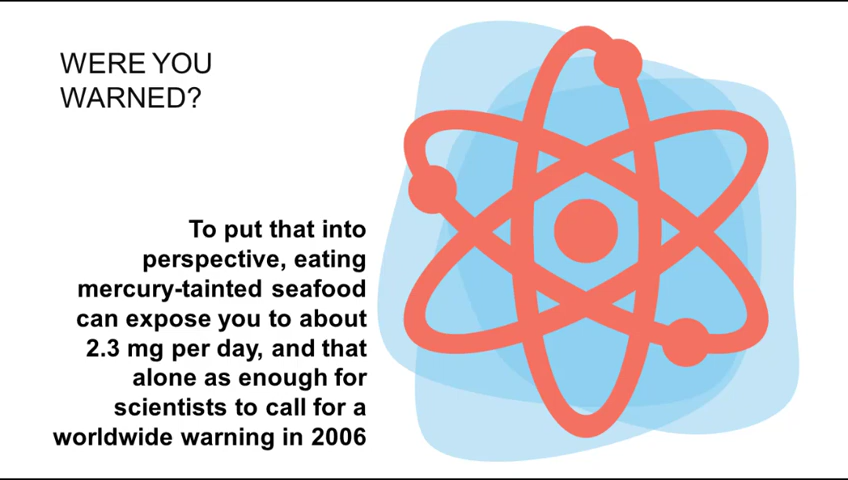 WERE YOU
WARNED?
To put that into
perspective, eating
mercury-tainted seafood
can expose you to about
2.3 mg per day, and that
alone as enough for
scientists to call for a
worldwide warning in 2006